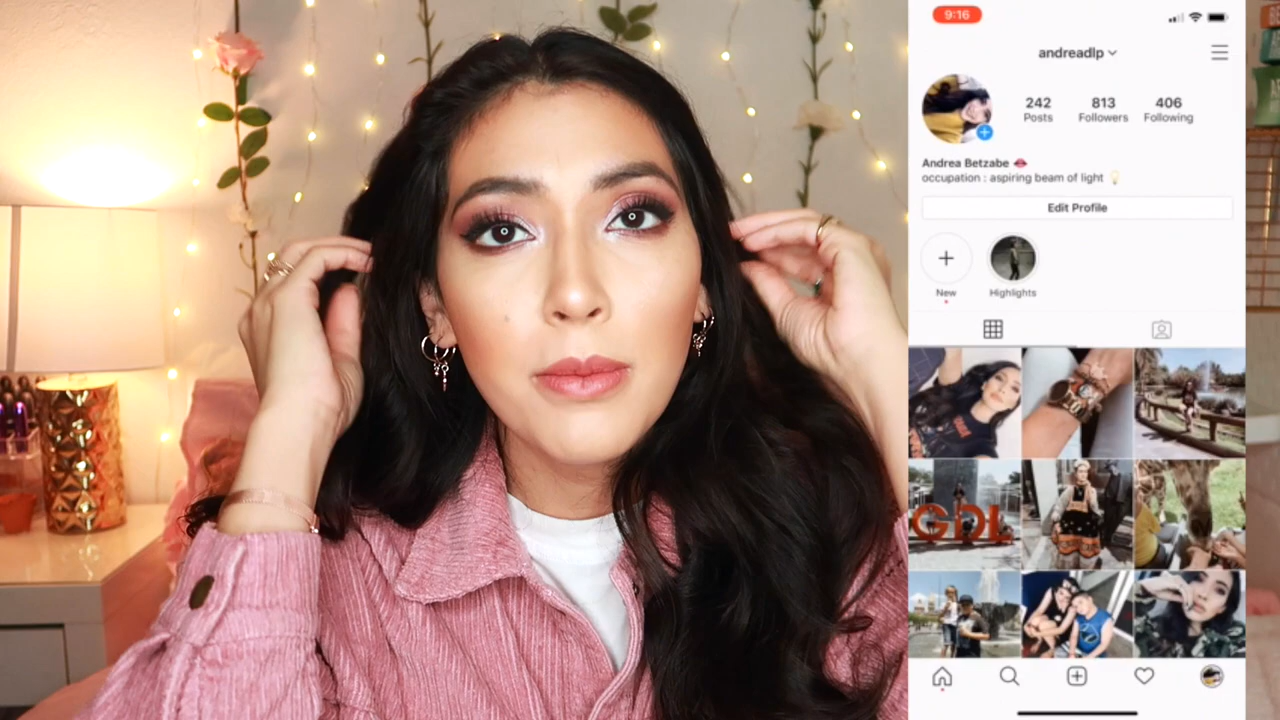 9:16
andreadlp
242 813 406
Posts Followers Following
Andrea Betzabe
occupation : aspiring beam of light
Edit Profile
New Highlights
GDL